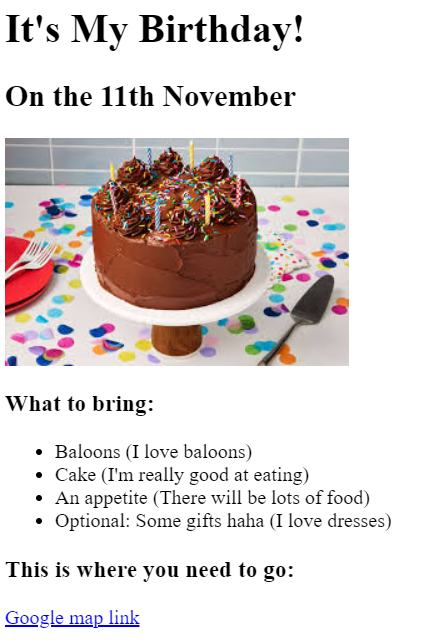 It's My Birthday!
On the 11th November
What to bring:
Baloons (I love baloons)
Cake (I'm really good at eating)
An appetite (There will be lots of food)
Optional: Some gifts haha (I love dresses)
This is where you need to go:
Google map link